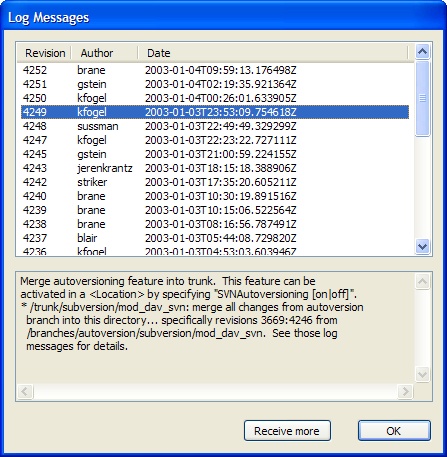 Log Messages
Revision Author Date
4252 brane 2003-01-04T09:59:13.176498Z
4251 gstein 2003-01-04T02:19:35.921364Z
4250 kfogel 2003-01-04T00:26:01.633905Z
4249 kfogel 2003-01-03T23:53:09.754618Z
4248 sussman 2003-01-03T22:49:49.329299Z
4247 kfogel 2003-01-03T22:23:22.727111Z
4245 gstein 2003-01-03T21:00:59.224155Z
4243 jerenkrantz 2003-01-03T18:15:18.388906Z
4242 striker 2003-01-03T17:35:20.605211Z
4240 brane 2003-01-03T10:30:19.891516Z
4239 brane 2003-01-03T10:15:06.522564Z
4238 brane 2003-01-03T08:16:56.787491Z
4237 blair 2003-01-03T05:44:08.729820Z
4236 kfogel 2003-01-03T04:53:03.603946Z
Merge autoversioning feature into trunk. This feature can be
activated in a <Location> by specifying "SVNAutoversioning [on|off]".
* /trunk/subversion/mod_dav_svn: merge all changes from autoversion
branch into this directory... specifically revisions 3669:4246 from
/branches/autoversion/subversion/mod_dav_svn. See those log
messages for details.
Receive more OK